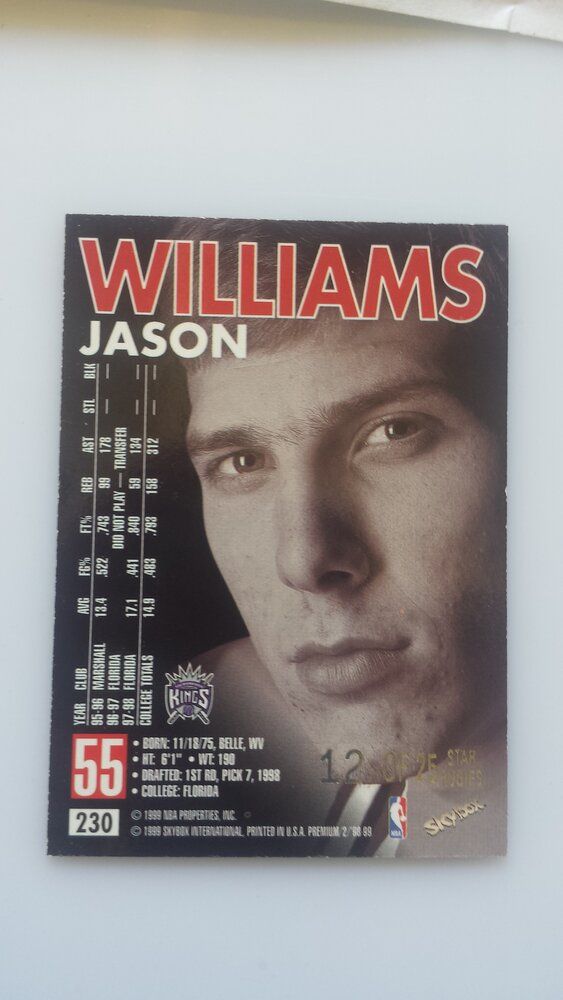 WILLIAMS
JASON
YEAR CLUB AVG FG% FT% REB AST STL BLK
95-96 MARSHALL 13.4 .522 .743 99 178 — —
96-97 FLORIDA DID NOT PLAY — TRANSFER
97-98 FLORIDA 17.1 .441 .840 59 134 — —
COLLEGE TOTALS 14.9 .483 .793 158 312 — —
KINGS
55
• BORN: 11/18/75, BELLE, WV
• HT: 6'1" • WT: 190
• DRAFTED: 1ST RD, PICK 7, 1998
• COLLEGE: FLORIDA
12 OF 25 STAR
230
© 1999 NBA PROPERTIES, INC.
© 1999 SKYBOX INTERNATIONAL, PRINTED IN U.S.A. PREMIUM 2 /'98 99
NBA
SKYBOX